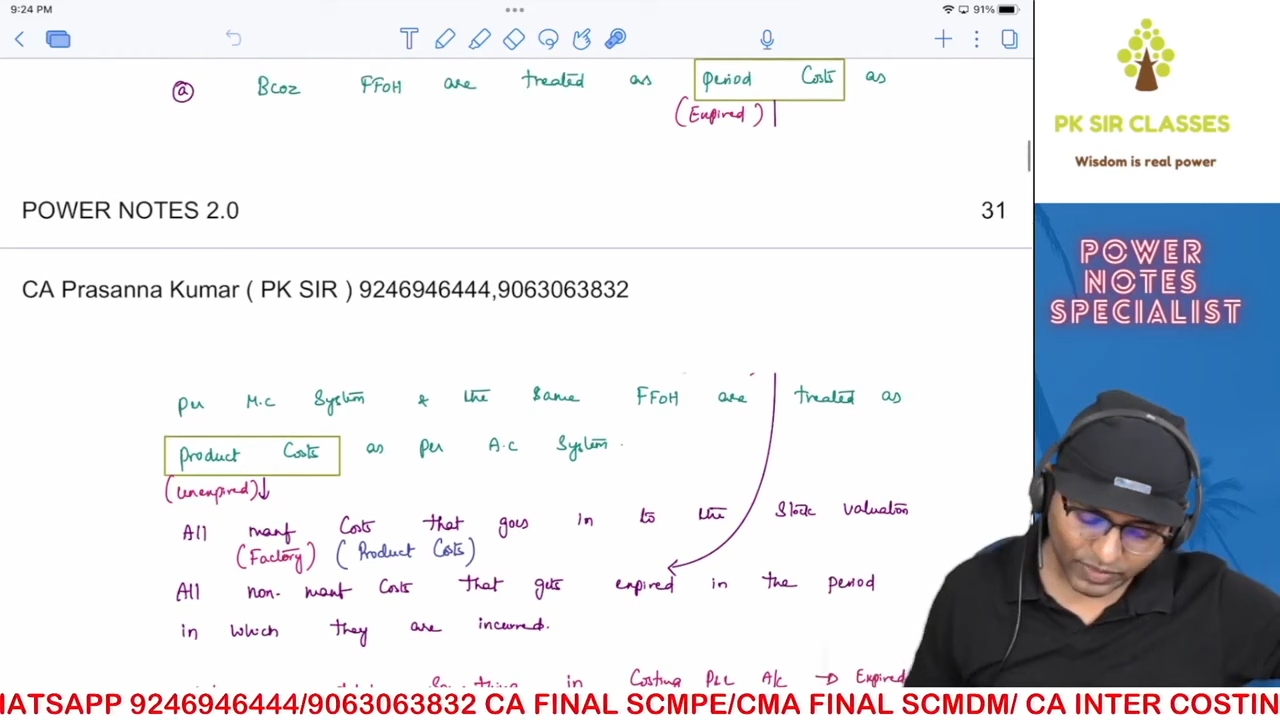 9:24 PM
91%
a Bcoz FFOH are treated as Period Costs as
(Expired)
POWER NOTES 2.0
31
CA Prasanna Kumar ( PK SIR ) 9246946444,9063063832
Per M.C System & the Same FFOH are treated as
Product Costs as Per A.C System.
(Unexpired)
All manf Costs that goes in to the Stock valuation
(Factory) (Product Costs)
All non- manf Costs that gets expired in the period
in which they are incurred.
Something in Costing P&L A/c → Expired
PK SIR CLASSES
Wisdom is real power
POWER
NOTES
SPECIALIST
HATSAPP 9246946444/9063063832 CA FINAL SCMPE/CMA FINAL SCMDM/ CA INTER COSTIN